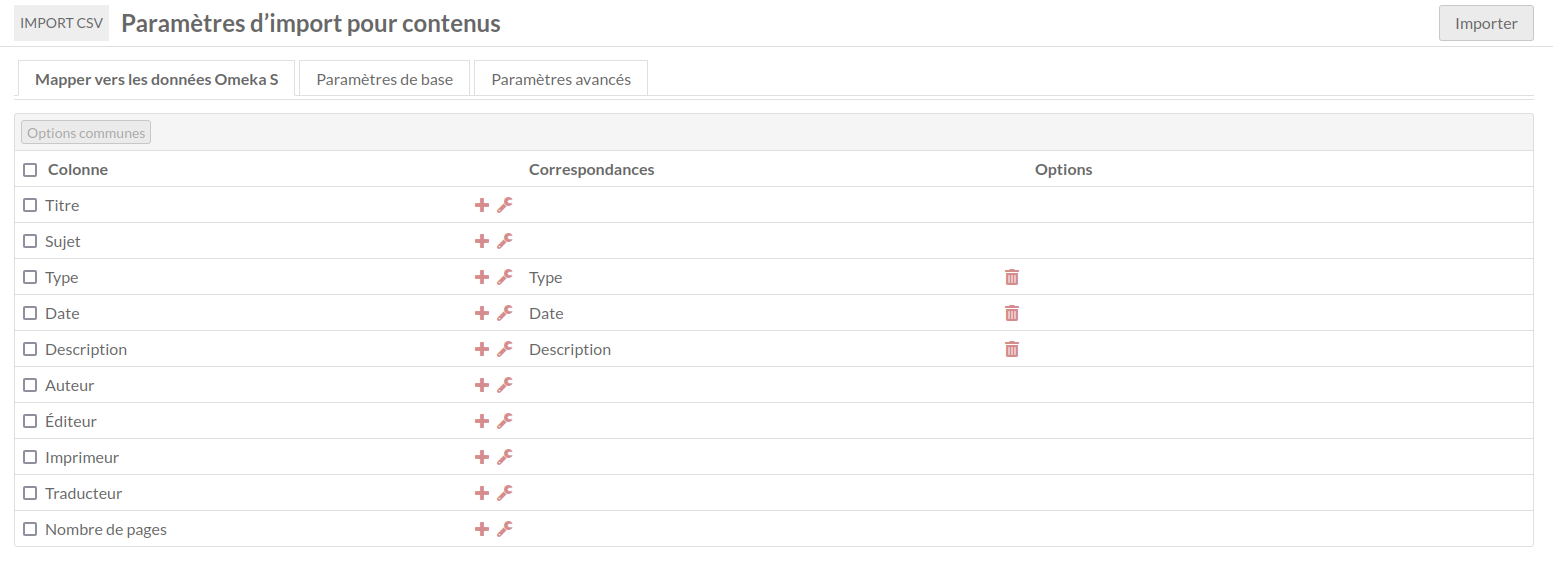 IMPORT CSV Paramètres d’import pour contenus Importer
Mapper vers les données Omeka S Paramètres de base Paramètres avancés
Options communes
Colonne Correspondances Options
Titre
Sujet
Type Type
Date Date
Description Description
Auteur
Éditeur
Imprimeur
Traducteur
Nombre de pages